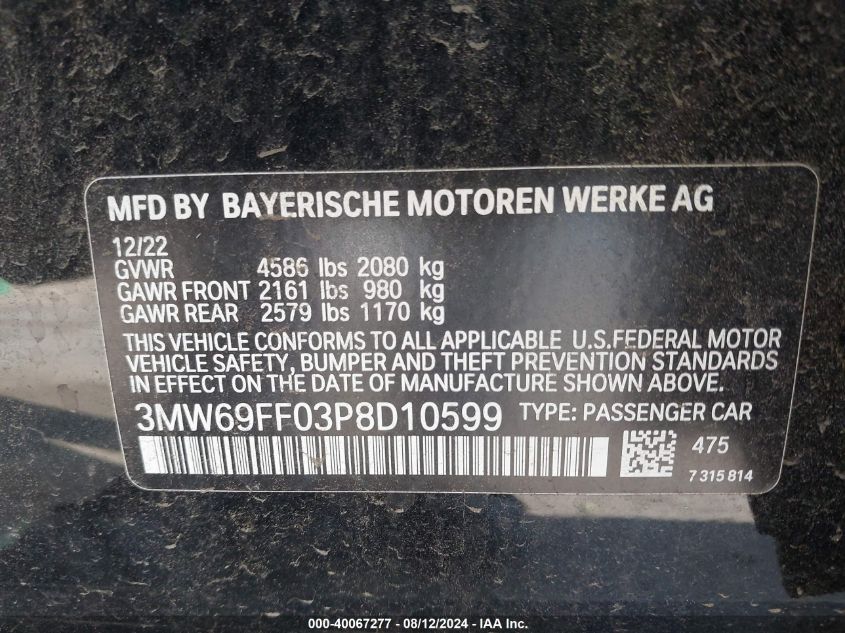 MFD BY BAYERISCHE MOTOREN WERKE AG
12/22
GVWR 4586 lbs 2080 kg
GAWR FRONT 2161 lbs 980 kg
GAWR REAR 2579 lbs 1170 kg
THIS VEHICLE CONFORMS TO ALL APPLICABLE U.S.FEDERAL MOTOR
VEHICLE SAFETY, BUMPER AND THEFT PREVENTION STANDARDS
IN EFFECT ON THE DATE OF MANUFACTURE SHOWN ABOVE.
3MW69FF03P8D10599 TYPE: PASSENGER CAR
475
7 315 814
000-40067277 - 08/12/2024 - IAA Inc.